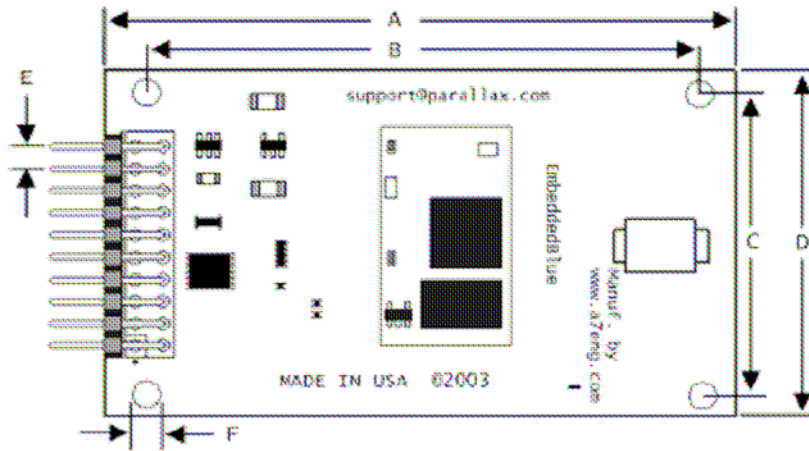 A
B
E
support@parallax.com
EmbeddedBlue
C
D
Manuf. by
www.a7eng.com
MADE IN USA ©2003
F